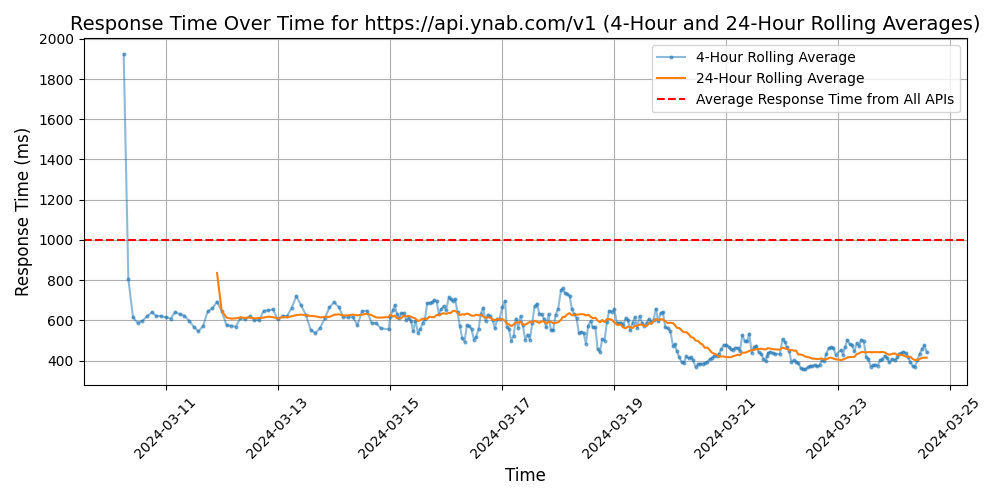 Response Time Over Time for https://api.ynab.com/v1 (4-Hour and 24-Hour Rolling Averages)
2000
1800
1600
1400
1200
1000
800
600
400
Response Time (ms)
4-Hour Rolling Average
24-Hour Rolling Average
Average Response Time from All APIs
2024-03-11
2024-03-13
2024-03-15
2024-03-17
2024-03-19
2024-03-21
2024-03-23
2024-03-25
Time